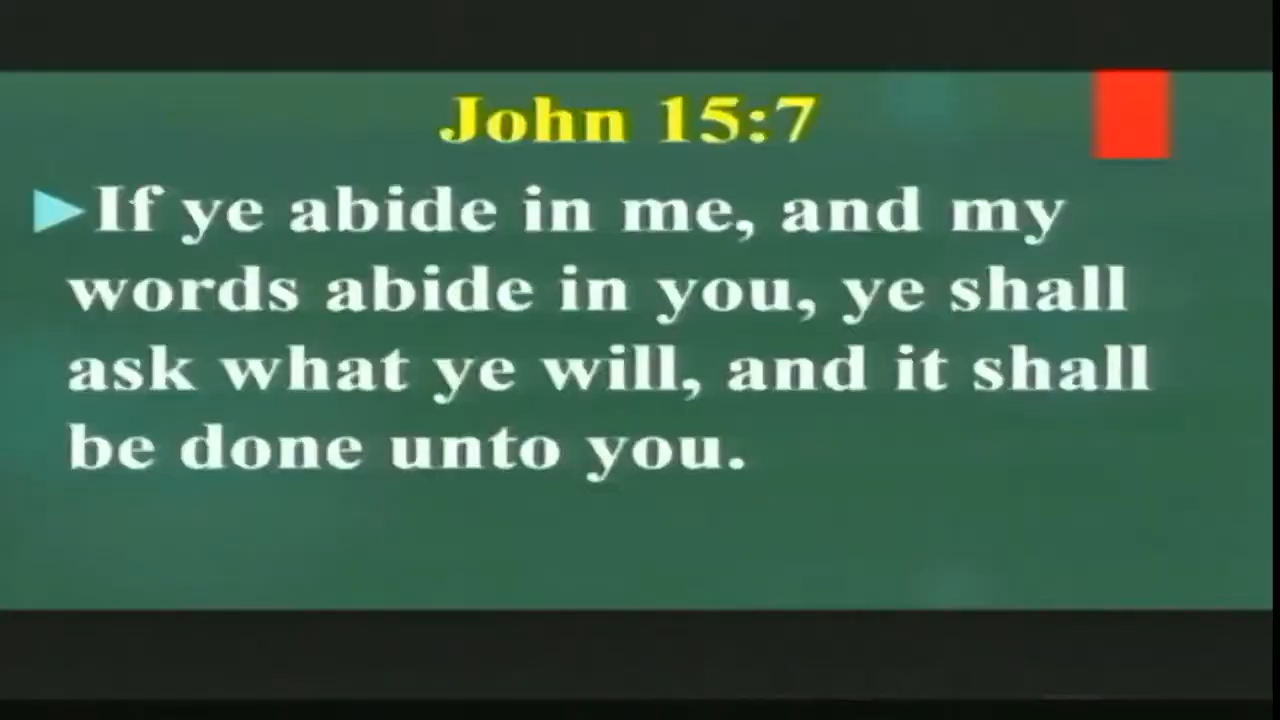 John 15:7
If ye abide in me, and my
words abide in you, ye shall
ask what ye will, and it shall
be done unto you.